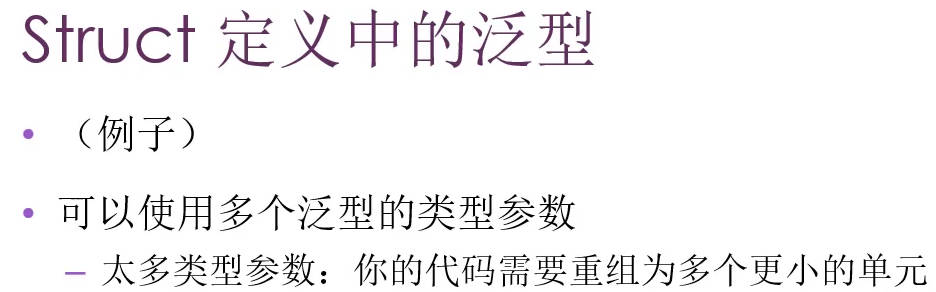 Struct 定义中的泛型
• （例子）
• 可以使用多个泛型的类型参数
– 太多类型参数：你的代码需要重组为多个更小的单元